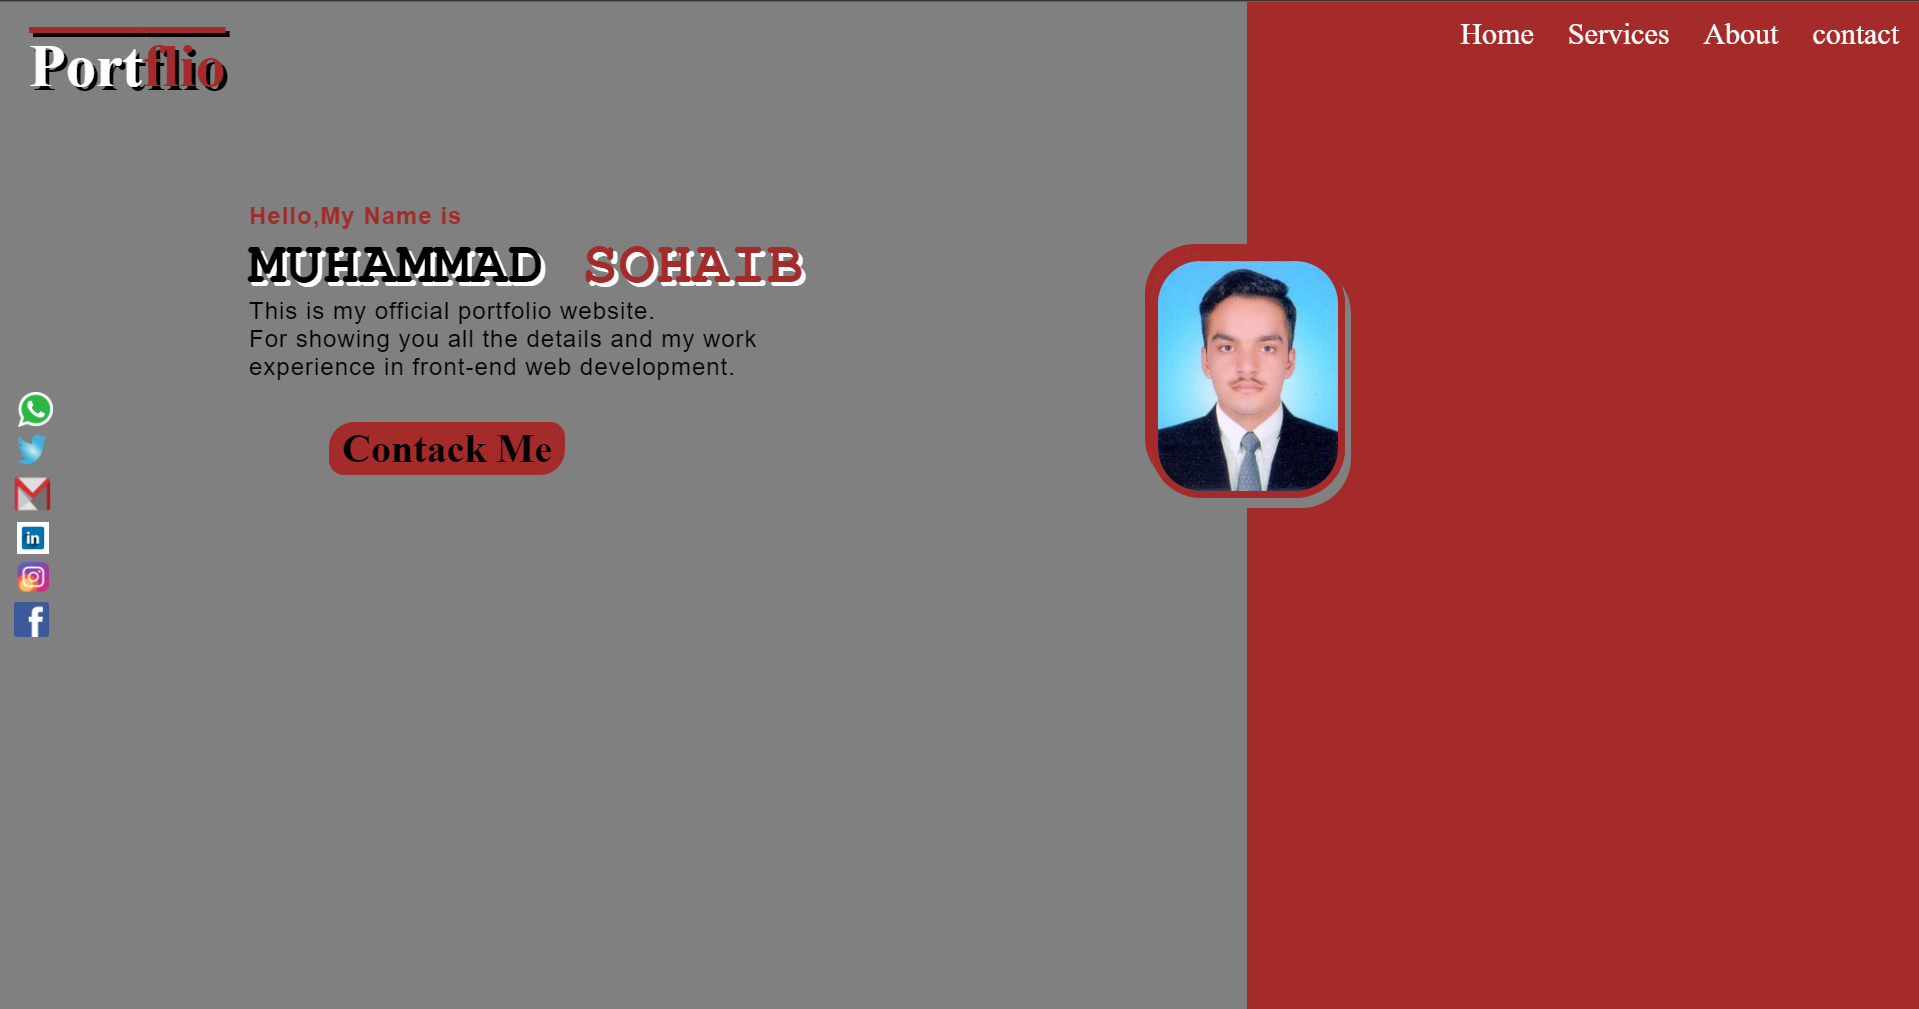 Portflio
Home Services About contact
Hello,My Name is
MUHAMMAD SOHAIB
This is my official portfolio website.
For showing you all the details and my work
experience in front-end web development.
Contack Me
in
f